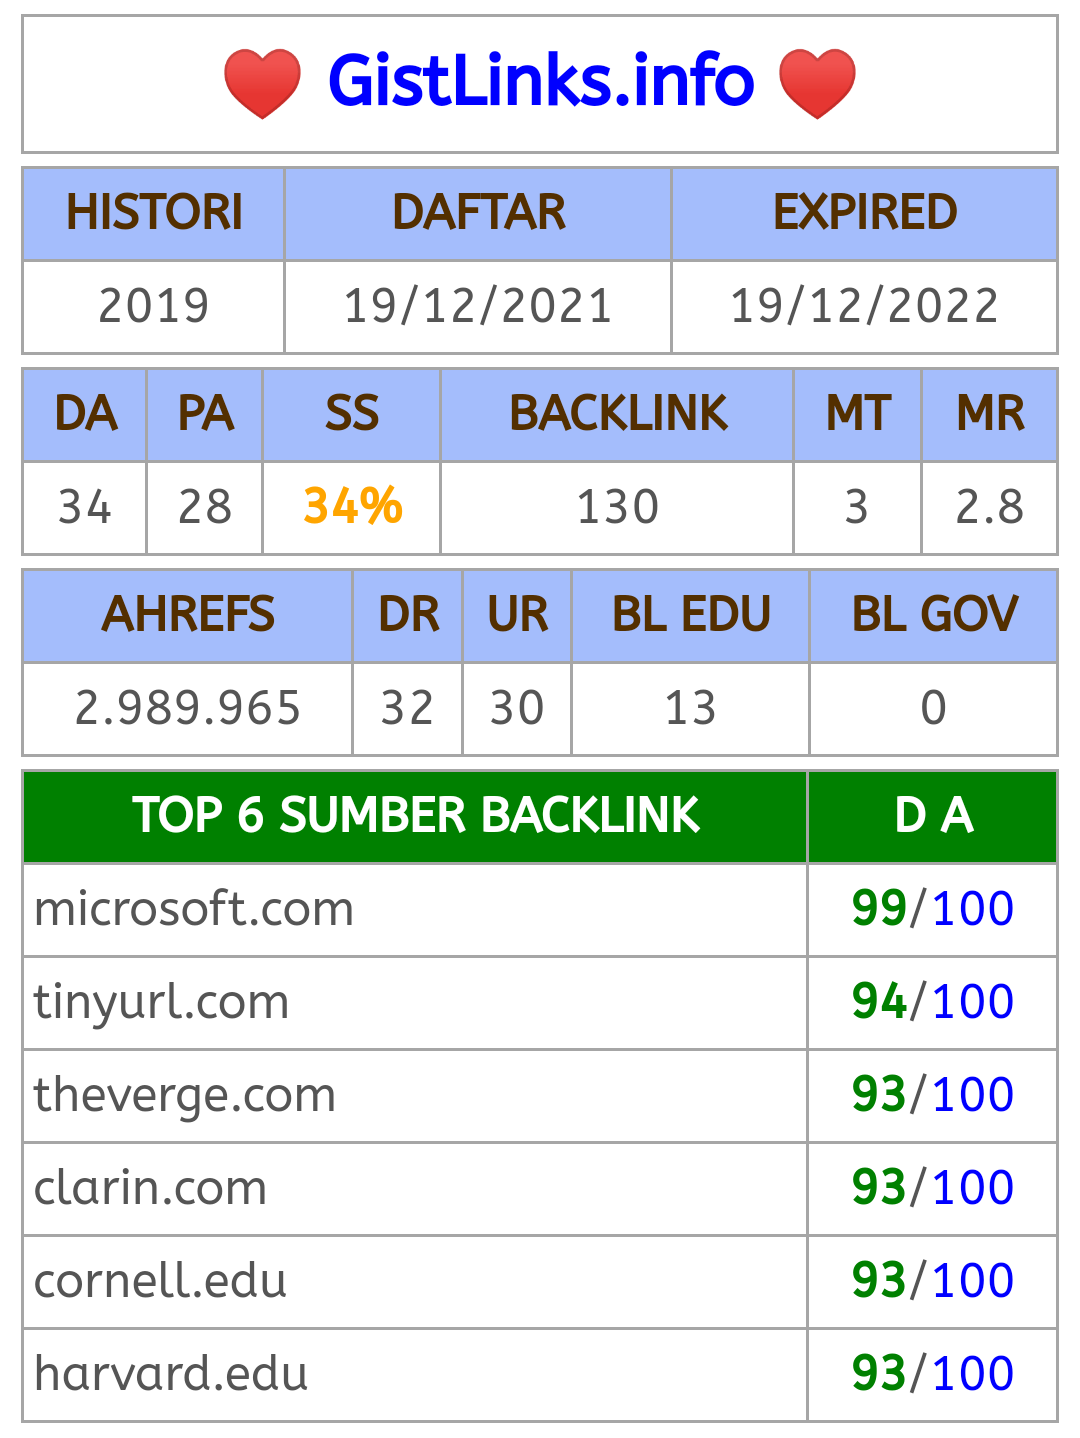 ❤️ GistLinks.info ❤️
HISTORI DAFTAR EXPIRED
2019 19/12/2021 19/12/2022
DA PA SS BACKLINK MT MR
34 28 34% 130 3 2.8
AHREFS DR UR BL EDU BL GOV
2.989.965 32 30 13 0
TOP 6 SUMBER BACKLINK D A
microsoft.com 99/100
tinyurl.com 94/100
theverge.com 93/100
clarin.com 93/100
cornell.edu 93/100
harvard.edu 93/100